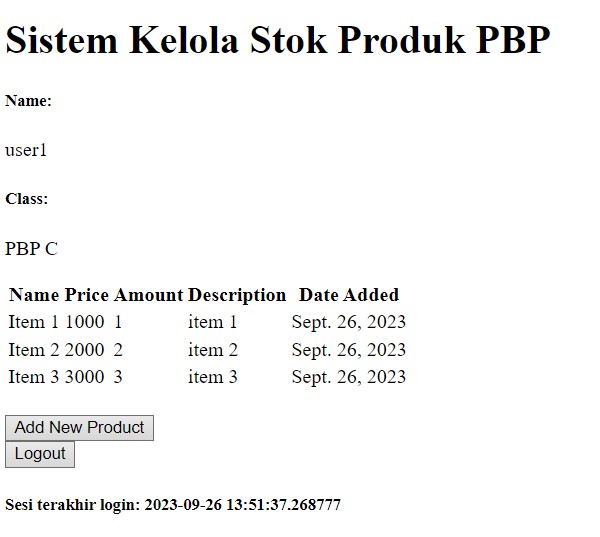 Sistem Kelola Stok Produk PBP
Name:
user1
Class:
PBP C
Name Price Amount Description Date Added
Item 1 1000 1 item 1 Sept. 26, 2023
Item 2 2000 2 item 2 Sept. 26, 2023
Item 3 3000 3 item 3 Sept. 26, 2023
Add New Product
Logout
Sesi terakhir login: 2023-09-26 13:51:37.268777